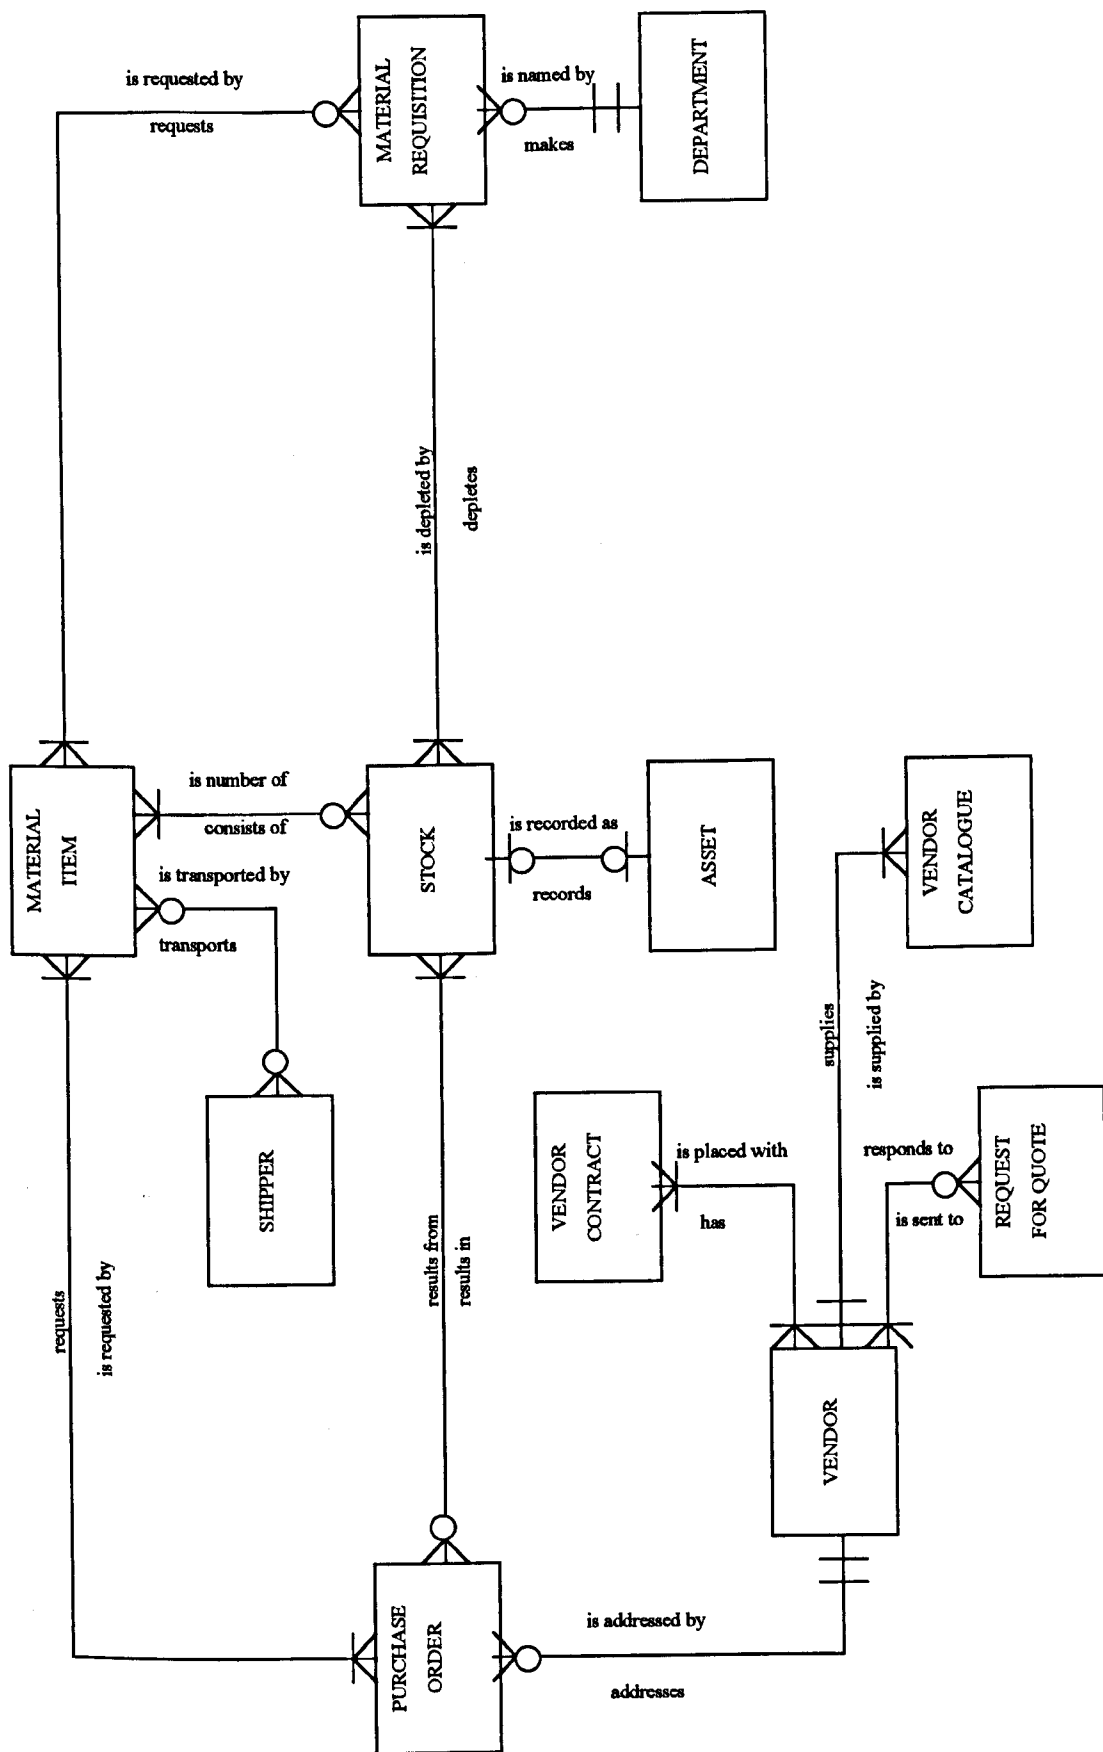 is requested by
requests
MATERIAL
REQUISITION
is named by
makes
DEPARTMENT
is depleted by
depletes
MATERIAL
ITEM
is number of
consists of
is transported by
transports
STOCK
is recorded as
records
ASSET
VENDOR
CATALOGUE
supplies
is supplied by
SHIPPER
VENDOR
CONTRACT
is placed with
has
responds to
is sent to
REQUEST
FOR QUOTE
requests
is requested by
results from
results in
VENDOR
PURCHASE
ORDER
is addressed by
addresses